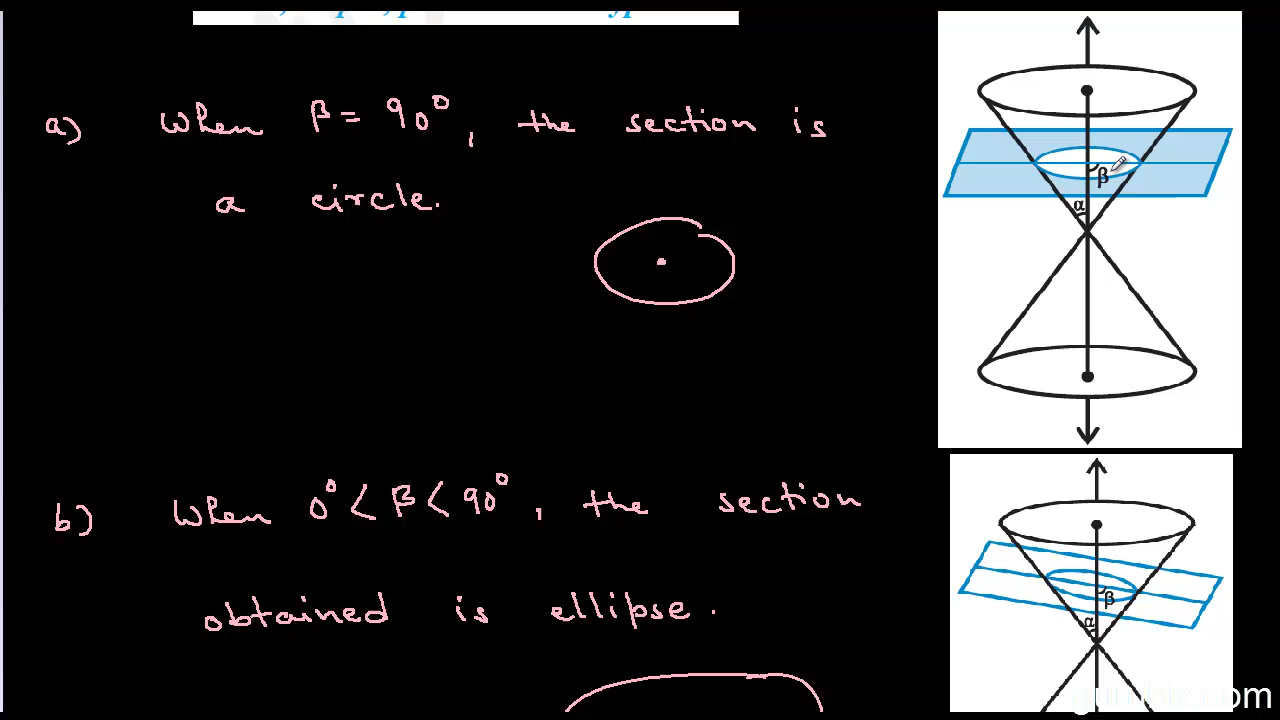 a) When β = 90°, the section is
a circle.
β
α
b) When 0° < β < 90°, the section
obtained is ellipse.
β
α